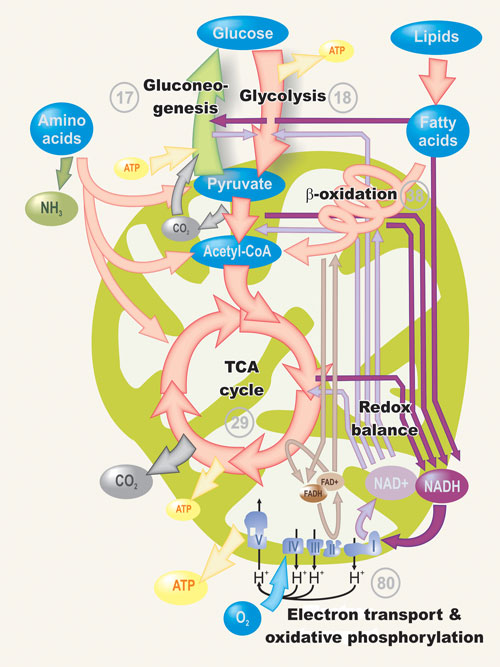 Glucose
Lipids
ATP
Gluconeo-
genesis
17
Glycolysis
18
Amino
acids
Fatty
acids
ATP
Pyruvate
β-oxidation
NH3
CO2
Acetyl-CoA
TCA
cycle
29
Redox
balance
CO2
ATP
FADH
FAD+
NAD+
NADH
V
IV
III
II
I
ATP
H+
H+
H+
H+
80
O2
Electron transport &
oxidative phosphorylation